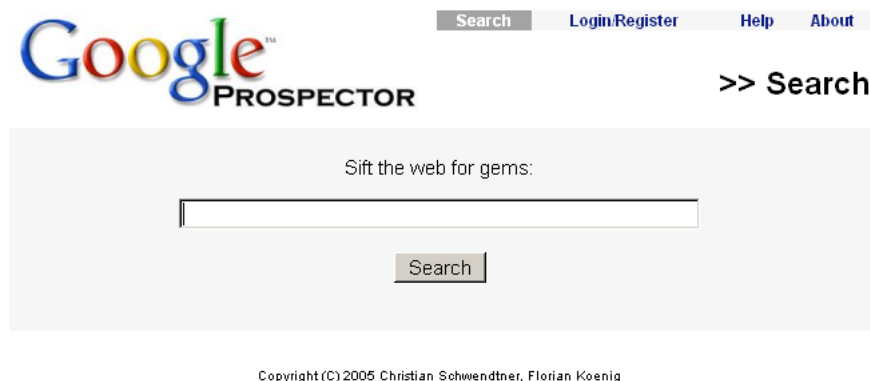 Search Login/Register Help About
Google™
PROSPECTOR
>> Search
Sift the web for gems:
Search
Copyright (C) 2005 Christian Schwendtner, Florian Koenig